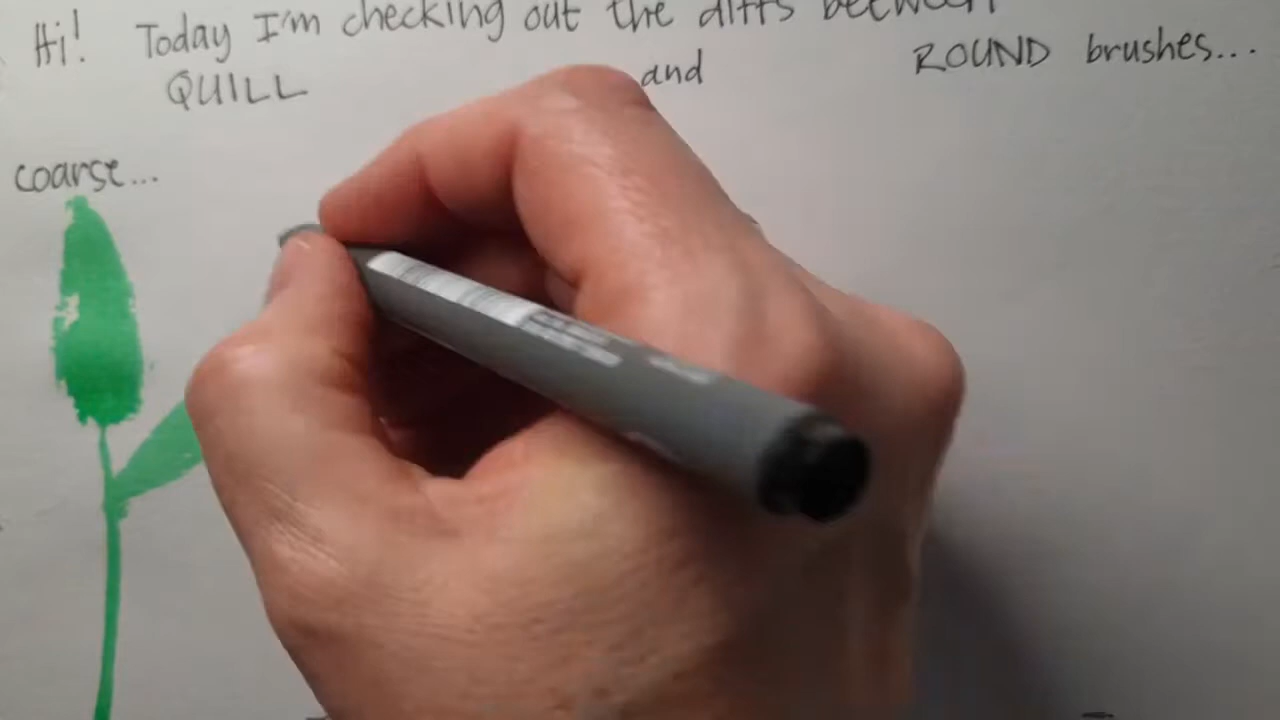 Hi! Today I'm checking out the diffs between
QUILL and ROUND brushes...
coarse...